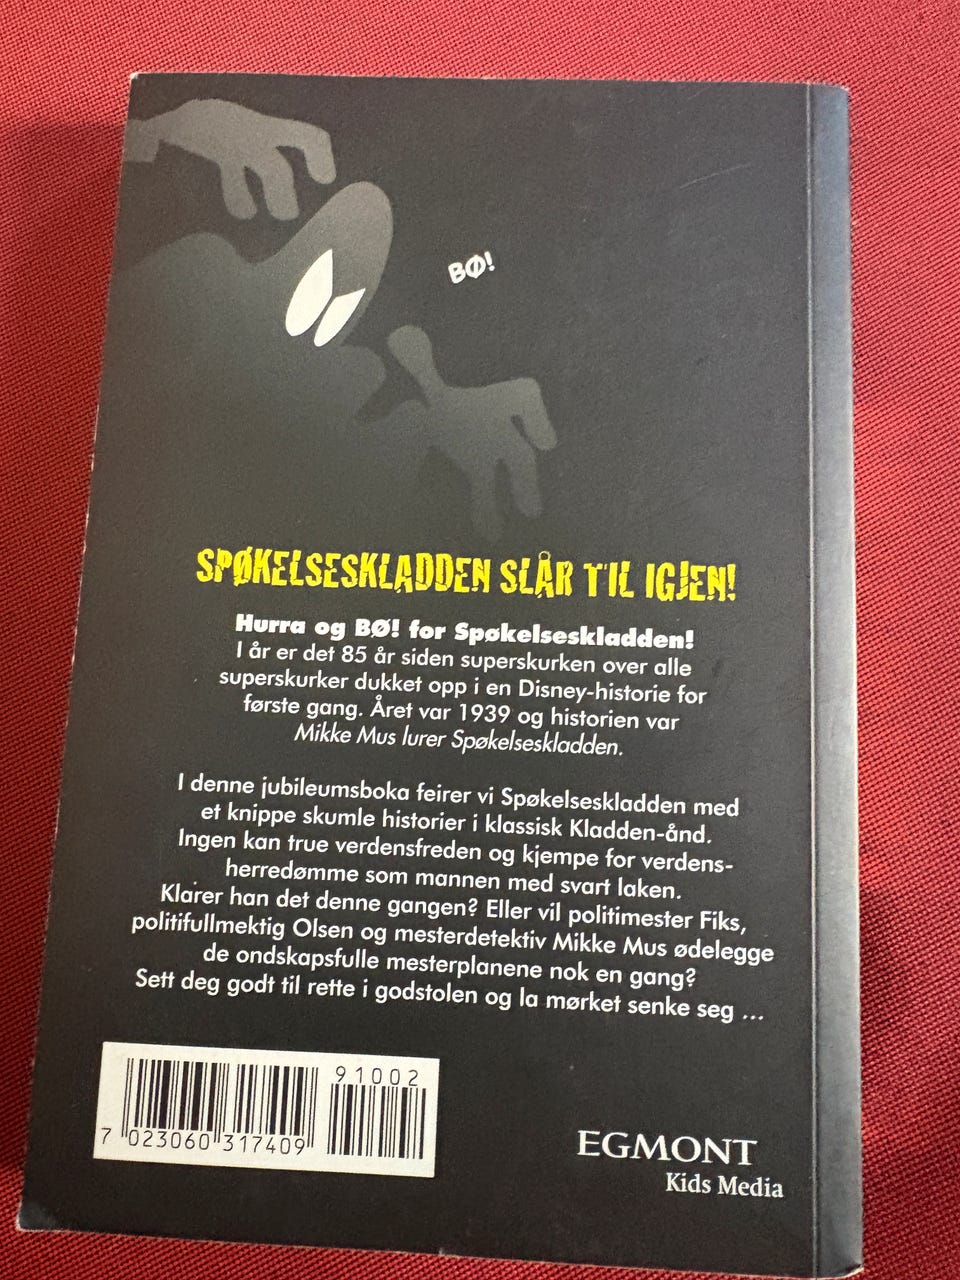 BØ!
SPØKELSESKLADDEN SLÅR TIL IGJEN!
Hurra og BØ! for Spøkelseskladden!
I år er det 85 år siden superskurken over alle
superskurker dukket opp i en Disney-historie for
første gang. Året var 1939 og historien var
Mikke Mus lurer Spøkelseskladden.
I denne jubileumsboka feirer vi Spøkelseskladden med
et knippe skumle historier i klassisk Kladden-ånd.
Ingen kan true verdensfreden og kjempe for verdens-
herredømme som mannen med svart laken.
Klarer han det denne gangen? Eller vil politimester Fiks,
politifullmektig Olsen og mesterdetektiv Mikke Mus ødelegge
de ondskapsfulle mesterplanene nok en gang?
Sett deg godt til rette i godstolen og la mørket senke seg ...
91002
7 023060 317409
EGMONT
Kids Media